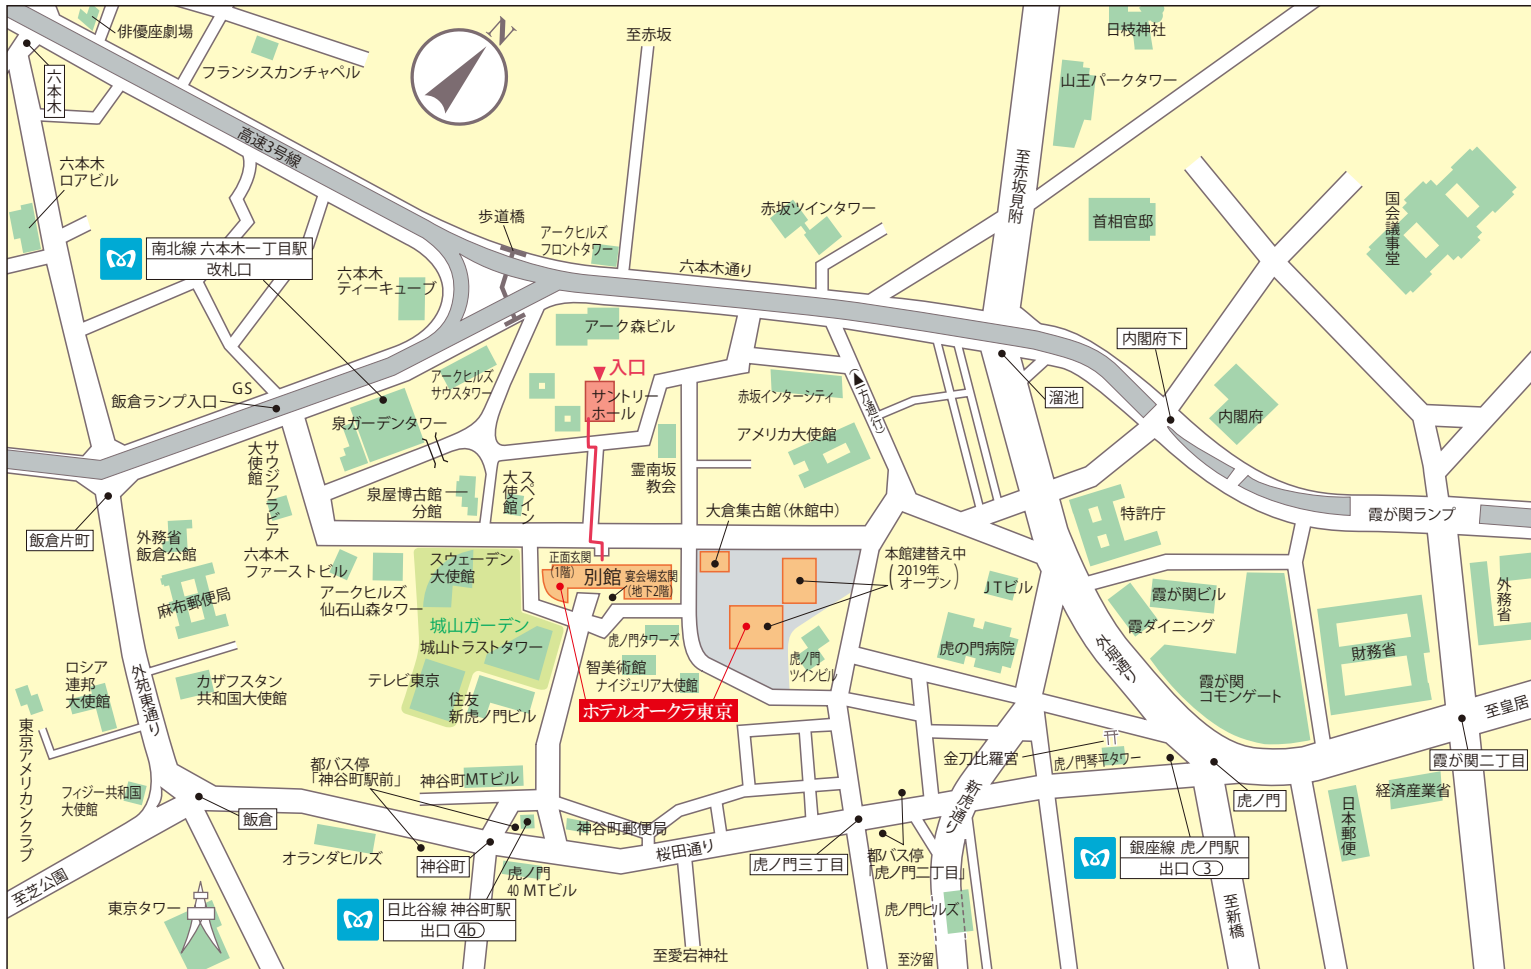 俳優座劇場
フランシスカンチャペル
六本木
N
至赤坂
日枝神社
山王パークタワー
高速3号線
六本木
ロアビル
至赤坂見附
国会議事堂
首相官邸
赤坂ツインタワー
歩道橋
アークヒルズ
フロントタワー
南北線 六本木一丁目駅
改札口
六本木
ティーキューブ
六本木通り
アーク森ビル
内閣府下
入口
サントリー
ホール
アークヒルズ
サウスタワー
GS
飯倉ランプ入口
泉ガーデンタワー
赤坂インターシティ
(一方通行)
溜池
内閣府
アメリカ大使館
サウジアラビア
大使館
泉屋博古館
分館
スペイン
大使館
霊南坂
教会
大倉集古館(休館中)
特許庁
霞が関ランプ
飯倉片町
外務省
飯倉公館
六本木
ファーストビル
スウェーデン
大使館
正面玄関
(1階)
別館
宴会場玄関
(地下2階)
本館建替え中
(2019年
オープン)
JTビル
霞が関ビル
外務省
麻布郵便局
アークヒルズ
仙石山森タワー
城山ガーデン
城山トラストタワー
虎ノ門タワーズ
虎ノ門
ツインビル
虎の門病院
霞ダイニング
外堀通り
財務省
ロシア
連邦
大使館
外苑東通り
カザフスタン
共和国大使館
テレビ東京
住友
新虎ノ門ビル
智美術館
ナイジェリア大使館
ホテルオークラ東京
霞が関
コモンゲート
至皇居
東京アメリカンクラブ
金刀比羅宮
虎ノ門琴平タワー
霞が関二丁目
都バス停
「神谷町駅前」
神谷町MTビル
フィジー共和国
大使館
新虎通り
虎ノ門
経済産業省
日本郵便
飯倉
オランダヒルズ
神谷町
神谷町郵便局
桜田通り
虎ノ門三丁目
都バス停
「虎ノ門二丁目」
銀座線 虎ノ門駅
出口 3
虎ノ門
40 MTビル
至芝公園
東京タワー
日比谷線 神谷町駅
出口 4b
虎ノ門ヒルズ
至新橋
至愛宕神社
至汐留